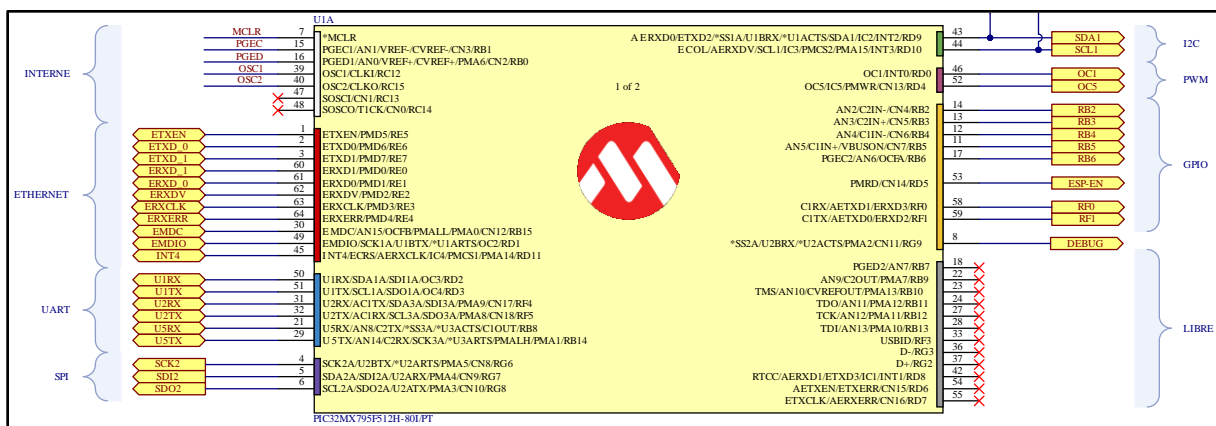 U1A
INTERNE
MCLR 7 *MCLR
PGEC 15 PGEC1/AN1/VREF-/CVREF-/CN3/RB1
PGED 16 PGED1/AN0/VREF+/CVREF+/PMA6/CN2/RB0
OSC1 39 OSC1/CLKI/RC12
OSC2 40 OSC2/CLKO/RC15
47 SOSCI/CN1/RC13
48 SOSCO/T1CK/CN0/RC14
ETHERNET
ETXEN 1 ETXEN/PMD5/RE5
ETXD_0 2 ETXD0/PMD6/RE6
ETXD_1 3 ETXD1/PMD7/RE7
ERXD_1 60 ERXD1/PMD0/RE0
ERXD_0 61 ERXD0/PMD1/RE1
ERXDV 62 ERXDV/PMD2/RE2
ERXCLK 63 ERXCLK/PMD3/RE3
ERXERR 64 ERXERR/PMD4/RE4
EMDC 30 EMDC/AN15/OCFB/PMALL/PMA0/CN12/RB15
EMDIO 49 EMDIO/SCK1A/U1BTX/*U1ARTS/OC2/RD1
INT4 45 INT4/ECRS/AERXCLK/IC4/PMCS1/PMA14/RD11
UART
U1RX 50 U1RX/SDA1A/SDI1A/OC3/RD2
U1TX 51 U1TX/SCL1A/SDO1A/OC4/RD3
U2RX 31 U2RX/AC1TX/SDA3A/SDI3A/PMA9/CN17/RF4
U2TX 32 U2TX/AC1RX/SCL3A/SDO3A/PMA8/CN18/RF5
U5RX 21 U5RX/AN8/C2TX/*SS3A/*U3ACTS/C1OUT/RB8
U5TX 29 U5TX/AN14/C2RX/SCK3A/*U3ARTS/PMALH/PMA1/RB14
SPI
SCK2 4 SCK2A/U2BTX/*U2ARTS/PMA5/CN8/RG6
SDI2 5 SDA2A/SDI2A/U2ARX/PMA4/CN9/RG7
SDO2 6 SCL2A/SDO2A/U2ATX/PMA3/CN10/RG8
PIC32MX795F512H-80I/PT
1 of 2
AERXD0/ETXD2/*SS1A/U1BRX/*U1ACTS/SDA1/IC2/INT2/RD9 43 SDA1
ECOL/AERXDV/SCL1/IC3/PMCS2/PMA15/INT3/RD10 44 SCL1
I2C
OC1/INT0/RD0 46 OC1
OC5/IC5/PMWR/CN13/RD4 52 OC5
PWM
AN2/C2IN-/CN4/RB2 14 RB2
AN3/C2IN+/CN5/RB3 13 RB3
AN4/C1IN-/CN6/RB4 12 RB4
AN5/C1IN+/VBUSON/CN7/RB5 11 RB5
PGEC2/AN6/OCFA/RB6 17 RB6
PMRD/CN14/RD5 53 ESP-EN
C1RX/AETXD1/ERXD3/RF0 58 RF0
C1TX/AETXD0/ERXD2/RF1 59 RF1
GPIO
*SS2A/U2BRX/*U2ACTS/PMA2/CN11/RG9 8 DEBUG
PGED2/AN7/RB7 18
AN9/C2OUT/PMA7/RB9 22
TMS/AN10/CVREFOUT/PMA13/RB10 23
TDO/AN11/PMA12/RB11 24
TCK/AN12/PMA11/RB12 27
TDI/AN13/PMA10/RB13 28
USBID/RF3 33
D-/RG3 36
D+/RG2 37
RTCC/AERXD1/ETXD3/IC1/INT1/RD8 42
AETXEN/ETXERR/CN15/RD6 54
ETXCLK/AERXERR/CN16/RD7 55
LIBRE